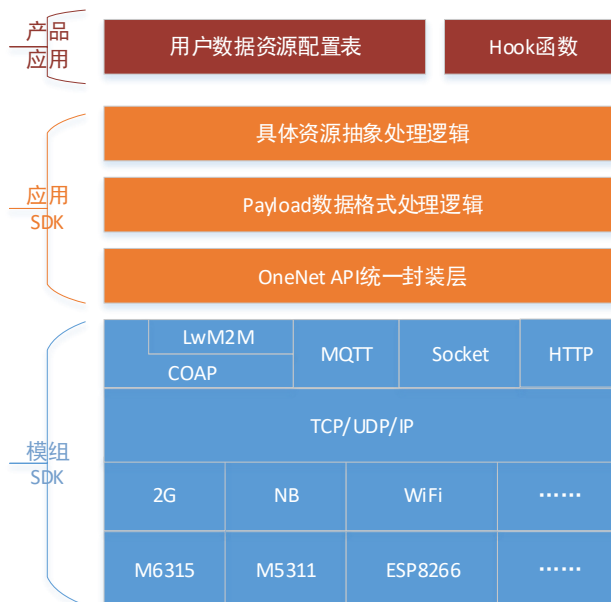 产品
应用
用户数据资源配置表
Hook函数
具体资源抽象处理逻辑
应用
SDK
Payload数据格式处理逻辑
OneNet API统一封装层
LwM2M
COAP
MQTT
Socket
HTTP
TCP/UDP/IP
模组
SDK
2G
NB
WiFi
……
M6315
M5311
ESP8266
……